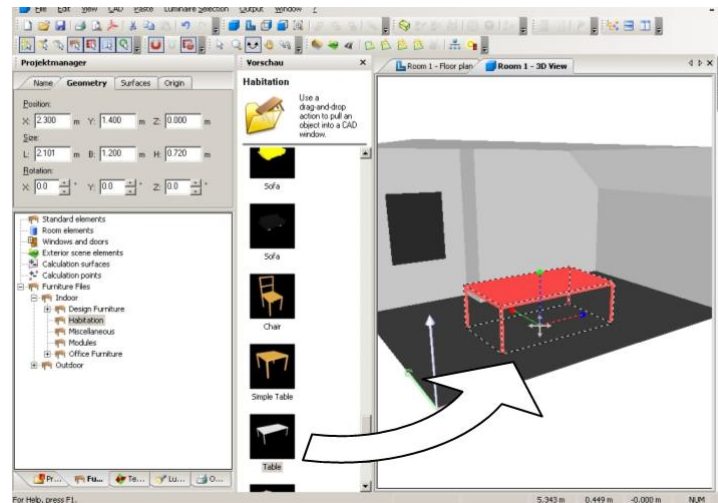 File Edit View CAD Paste Luminaire Selection Output Window ?
Projektmanager
Name Geometry Surfaces Origin
Position:
X: 2.300 m Y: 1.400 m Z: 0.000 m
Size:
L: 2.101 m B: 1.200 m H: 0.720 m
Rotation:
X: 0.0 ° Y: 0.0 ° Z: 0.0 °
Standard elements
Room elements
Windows and doors
Exterior scene elements
Calculation surfaces
Calculation points
Furniture Files
Indoor
Design Furniture
Habitation
Miscellaneous
Modules
Office Furniture
Outdoor
Pr... Fu... Te... Lu... O...
Vorschau
Habitation
Use a
drag-and-drop
action to pull an
object into a CAD
window.
Sofa
Sofa
Chair
Simple Table
Table
Room 1 - Floor plan Room 1 - 3D View
For Help, press F1. 5.343 m 0.449 m -0.000 m NUM